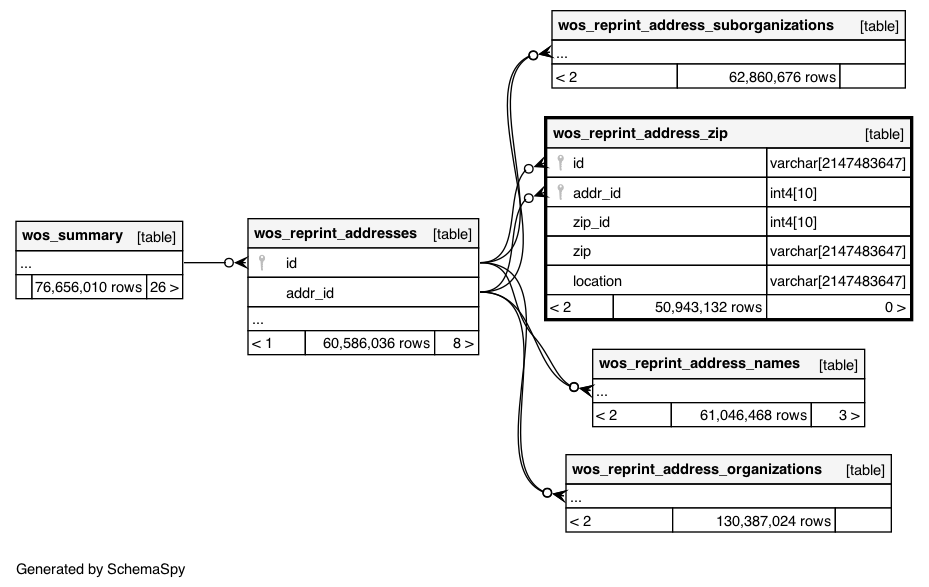 wos_reprint_address_suborganizations [table]
...
< 2 62,860,676 rows
wos_reprint_address_zip [table]
id varchar[2147483647]
addr_id int4[10]
zip_id int4[10]
zip varchar[2147483647]
location varchar[2147483647]
< 2 50,943,132 rows 0 >
wos_summary [table]
...
76,656,010 rows 26 >
wos_reprint_addresses [table]
id
addr_id
...
< 1 60,586,036 rows 8 >
wos_reprint_address_names [table]
...
< 2 61,046,468 rows 3 >
wos_reprint_address_organizations [table]
...
< 2 130,387,024 rows
Generated by SchemaSpy